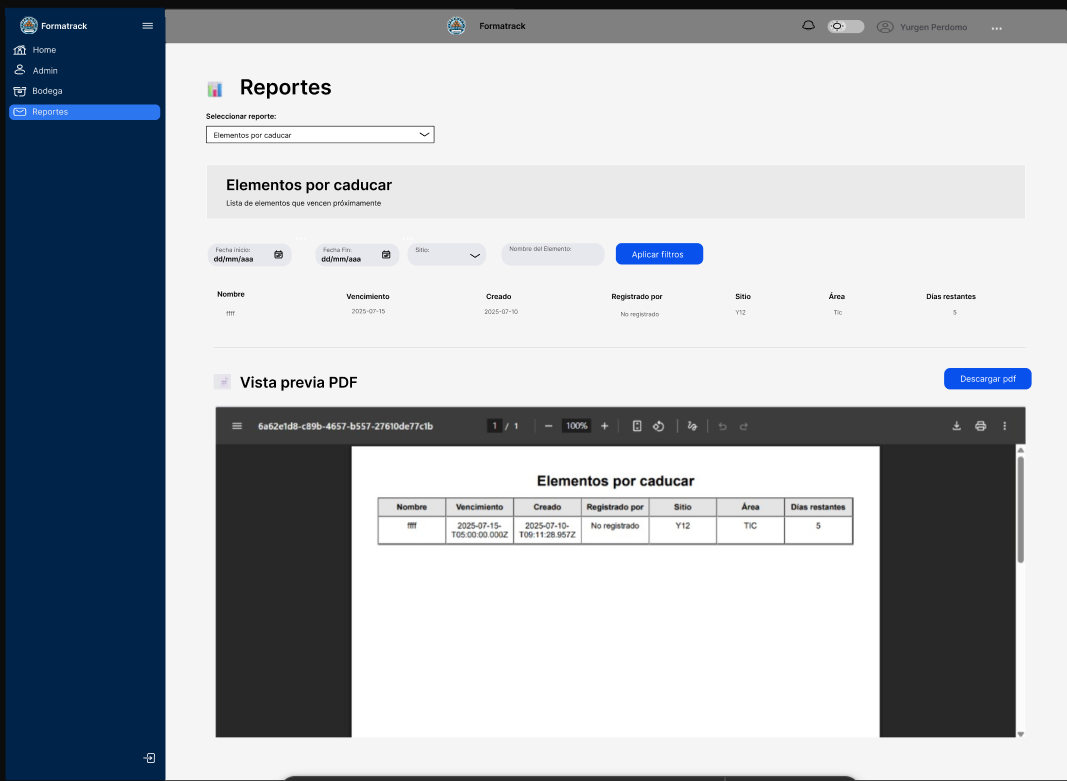 Formatrack
Formatrack
Yurgen Perdomo
...
Home
Admin
Bodega
Reportes
Reportes
Seleccionar reporte:
Elementos por caducar
Elementos por caducar
Lista de elementos que vencen próximamente
Fecha inicio:
dd/mm/aaa
Fecha Fin:
dd/mm/aaa
Sitio:
Nombre del Elemento:
Aplicar filtros
Nombre Vencimiento Creado Registrado por Sitio Área Días restantes
ffff 2025-07-15 2025-07-10 No registrado Y12 Tic 5
Vista previa PDF
Descargar pdf
6a62e1d8-c89b-4657-b557-27610de77c1b 1 / 1 100%
Elementos por caducar
Nombre Vencimiento Creado Registrado por Sitio Área Días restantes
ffff 2025-07-15- 2025-07-10- No registrado Y12 TIC 5
T05:00:00.000Z T09:11:28.957Z